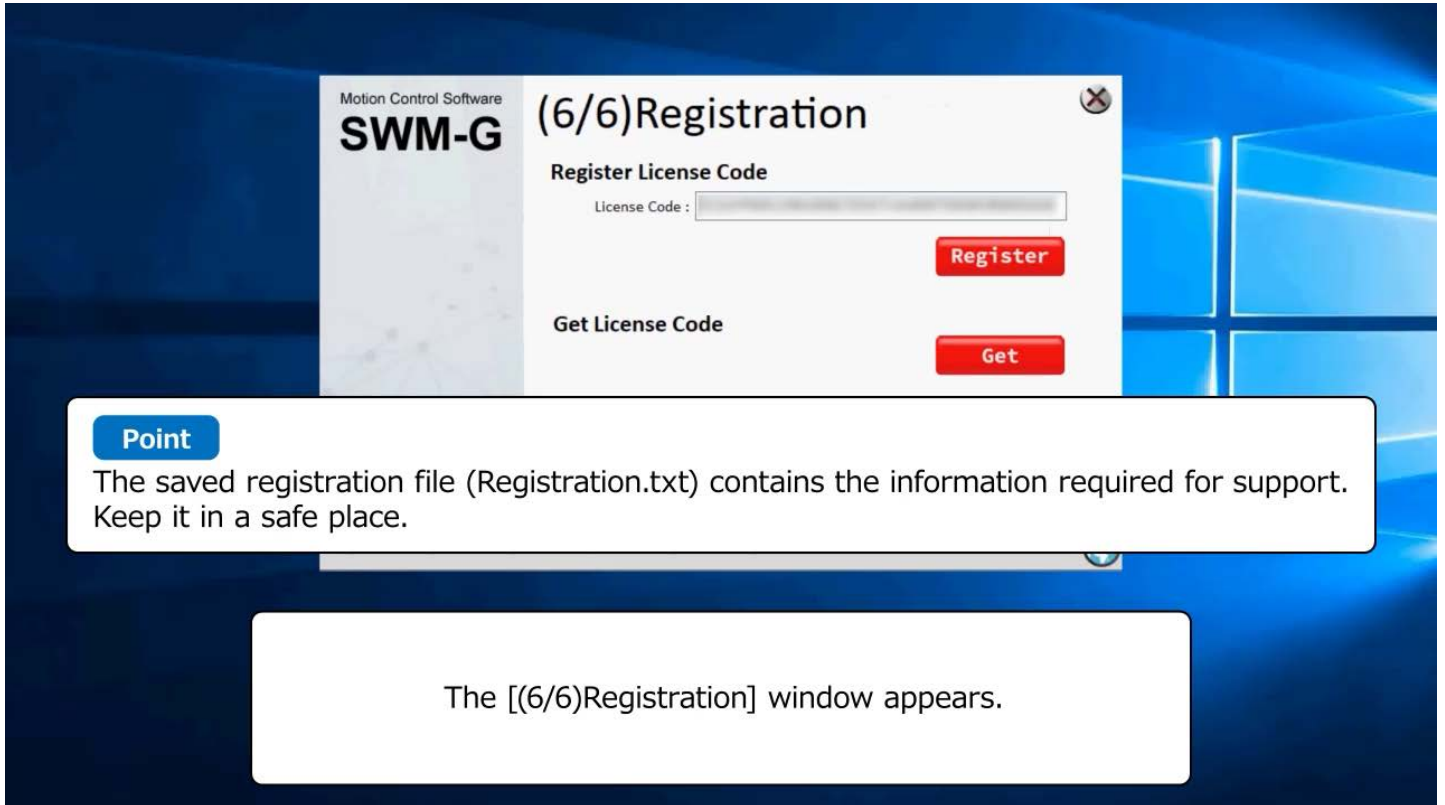 Motion Control Software
SWM-G
(6/6)Registration
Register License Code
License Code :
Register
Get License Code
Get
Point
The saved registration file (Registration.txt) contains the information required for support.
Keep it in a safe place.
The [(6/6)Registration] window appears.